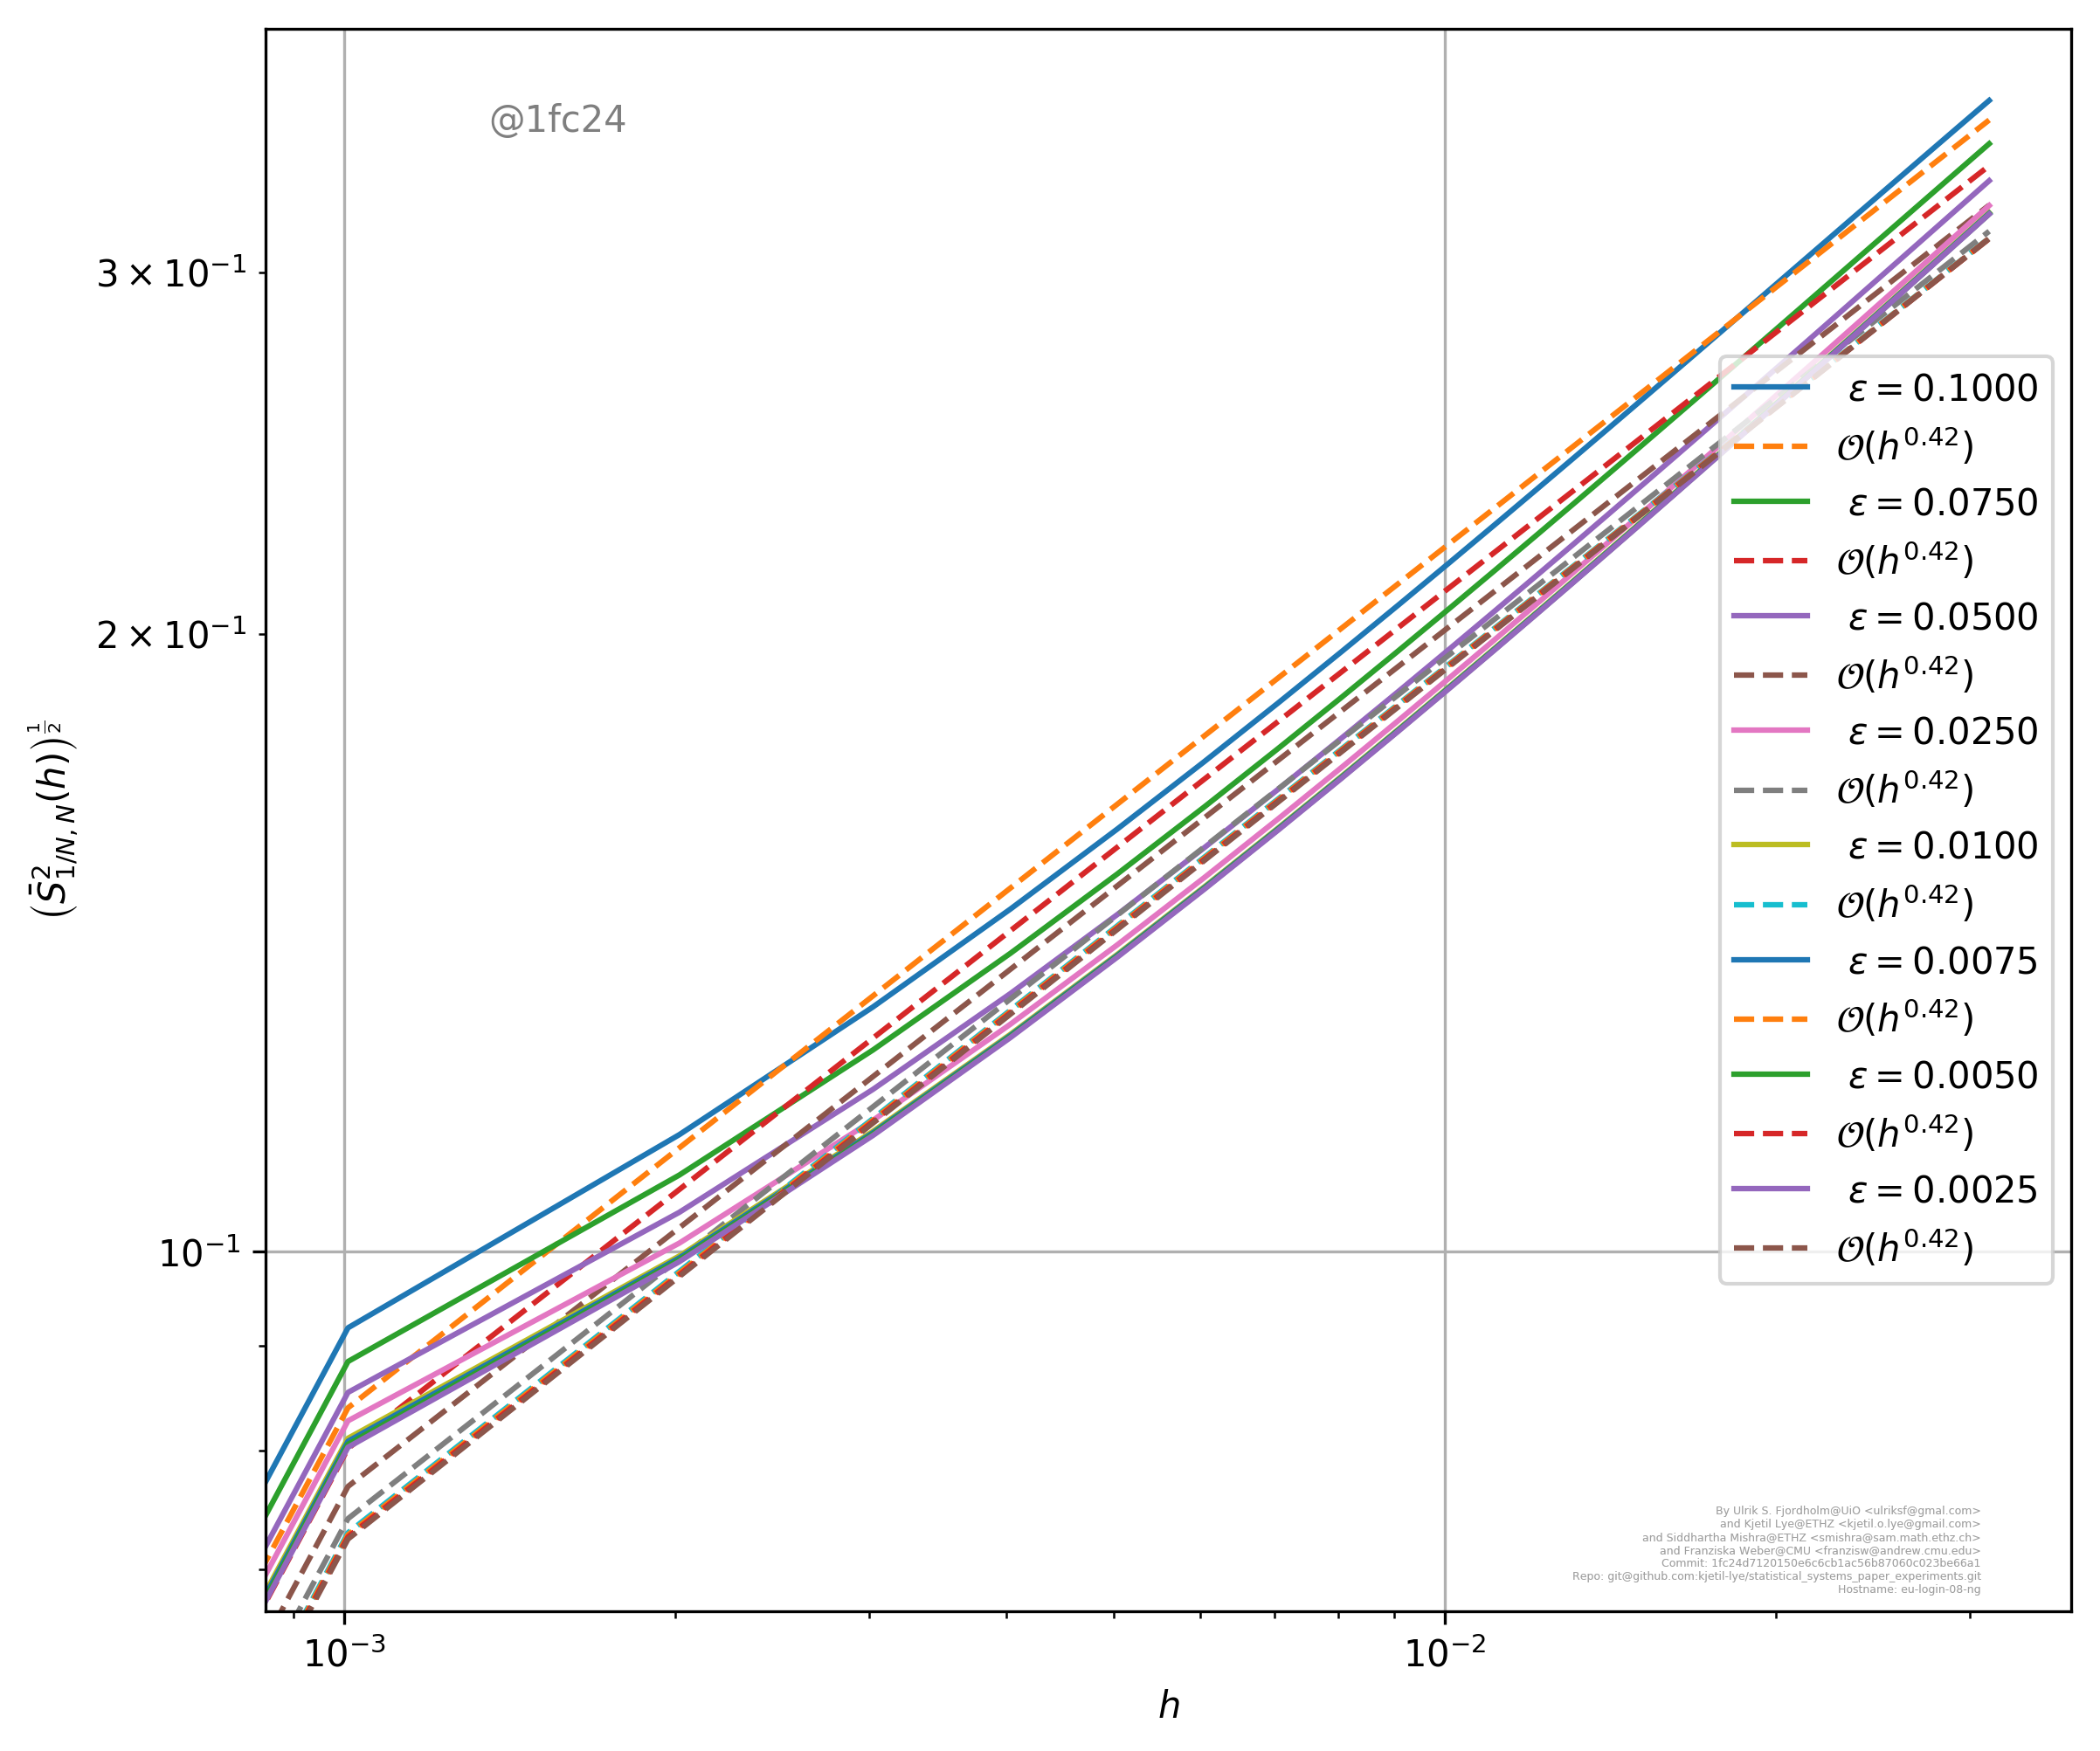 @1fc24
3 × 10⁻¹
2 × 10⁻¹
10⁻¹
(S̄²₁/N, N(h))^½
ε = 0.1000
𝒪(h^0.42)
ε = 0.0750
𝒪(h^0.42)
ε = 0.0500
𝒪(h^0.42)
ε = 0.0250
𝒪(h^0.42)
ε = 0.0100
𝒪(h^0.42)
ε = 0.0075
𝒪(h^0.42)
ε = 0.0050
𝒪(h^0.42)
ε = 0.0025
𝒪(h^0.42)
By Ulrik S. Fjordholm@UiO <ulriksf@gmal.com>
and Kjetil Lye@ETHZ <kjetil.o.lye@gmail.com>
and Siddhartha Mishra@ETHZ <smishra@sam.math.ethz.ch>
and Franziska Weber@CMU <franzisw@andrew.cmu.edu>
Commit: 1fc24d7120150e6c6cb1ac56b87060c023be66a1
Repo: git@github.com:kjetil-lye/statistical_systems_paper_experiments.git
Hostname: eu-login-08-ng
10⁻³
10⁻²
h